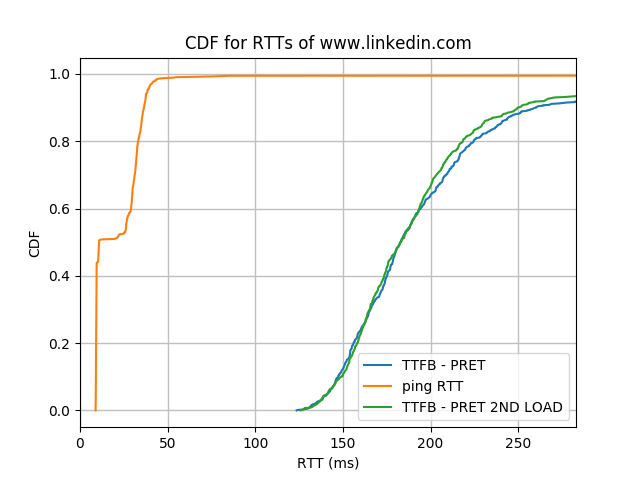 CDF for RTTs of www.linkedin.com
1.0
0.8
0.6
0.4
0.2
0.0
CDF
TTFB - PRET
ping RTT
TTFB - PRET 2ND LOAD
0 50 100 150 200 250
RTT (ms)